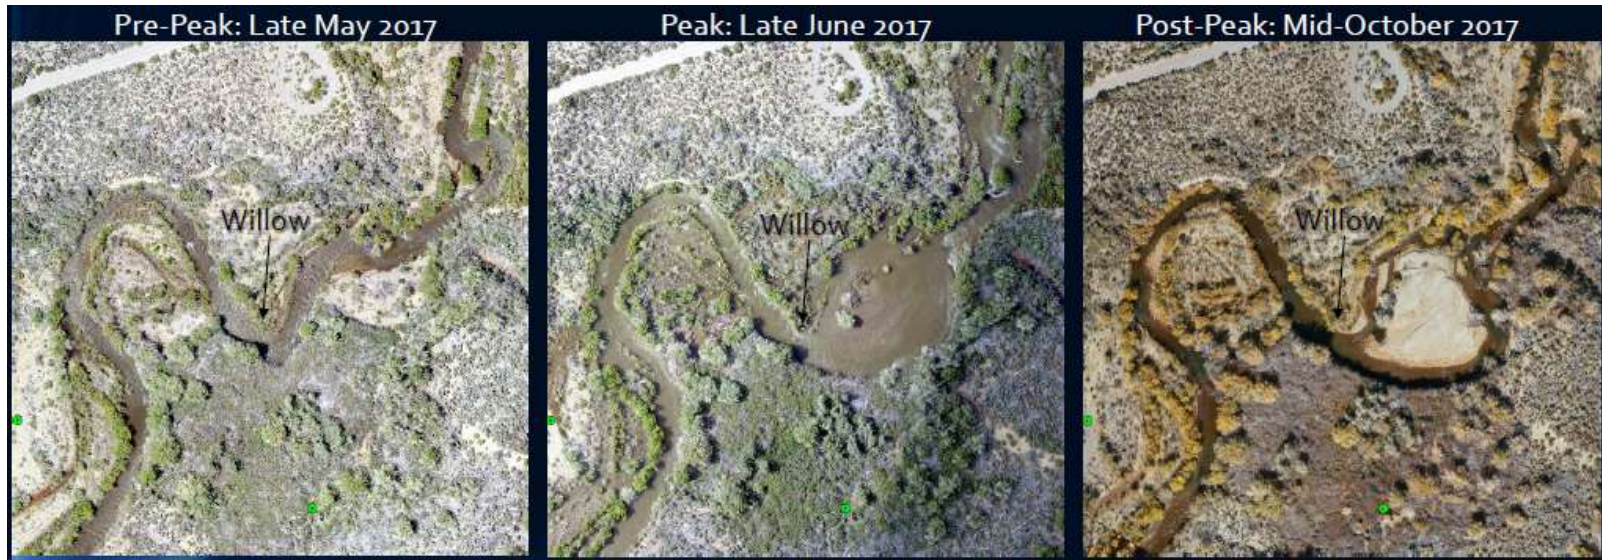 Pre-Peak: Late May 2017
Peak: Late June 2017
Post-Peak: Mid-October 2017
Willow
Willow
Willow